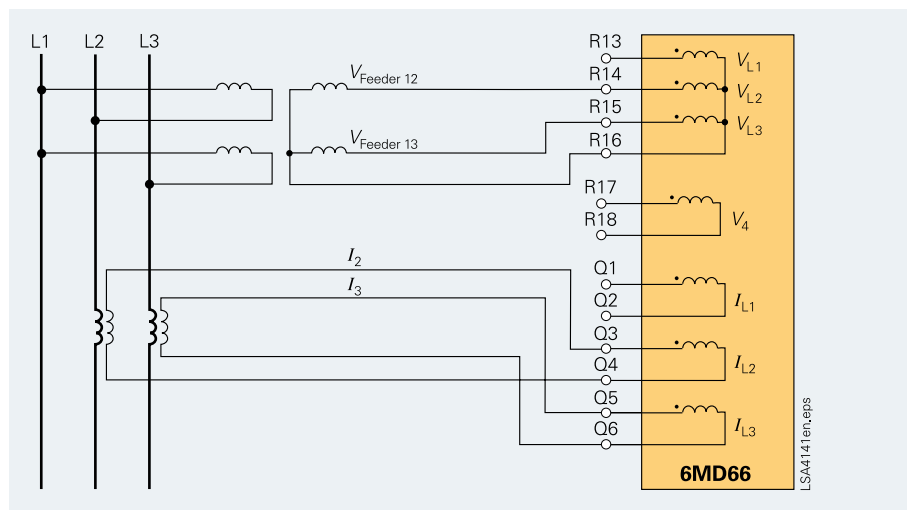 L1 L2 L3
R13
R14
R15
R16
R17
R18
Q1
Q2
Q3
Q4
Q5
Q6
VFeeder 12
VFeeder 13
I2
I3
VL1
VL2
VL3
V4
IL1
IL2
IL3
6MD66
LSA4141en.eps